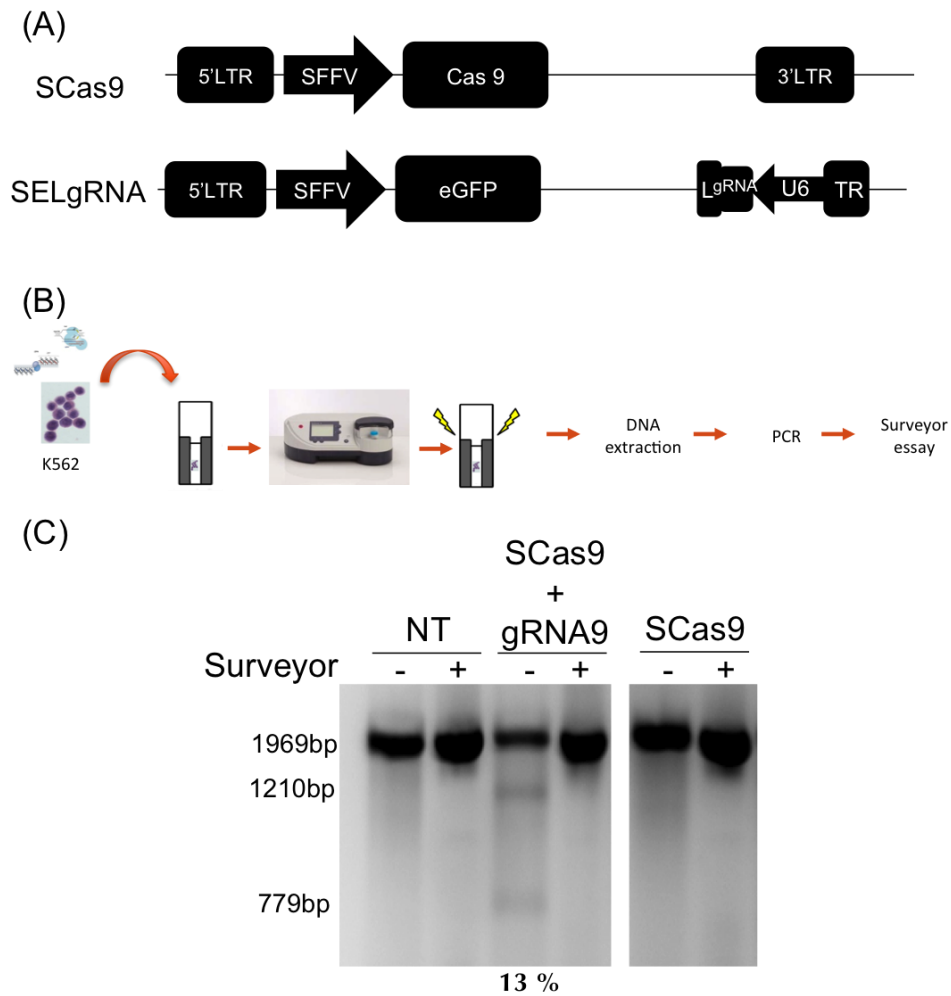 (A)
SCas9
5'LTR SFFV Cas 9 3'LTR
SELgRNA
5'LTR SFFV eGFP L gRNA U6 TR
(B)
K562
DNA
extraction
PCR
Surveyor
essay
(C)
SCas9
+
NT gRNA9 SCas9
Surveyor - + - + - +
1969bp
1210bp
779bp
13 %